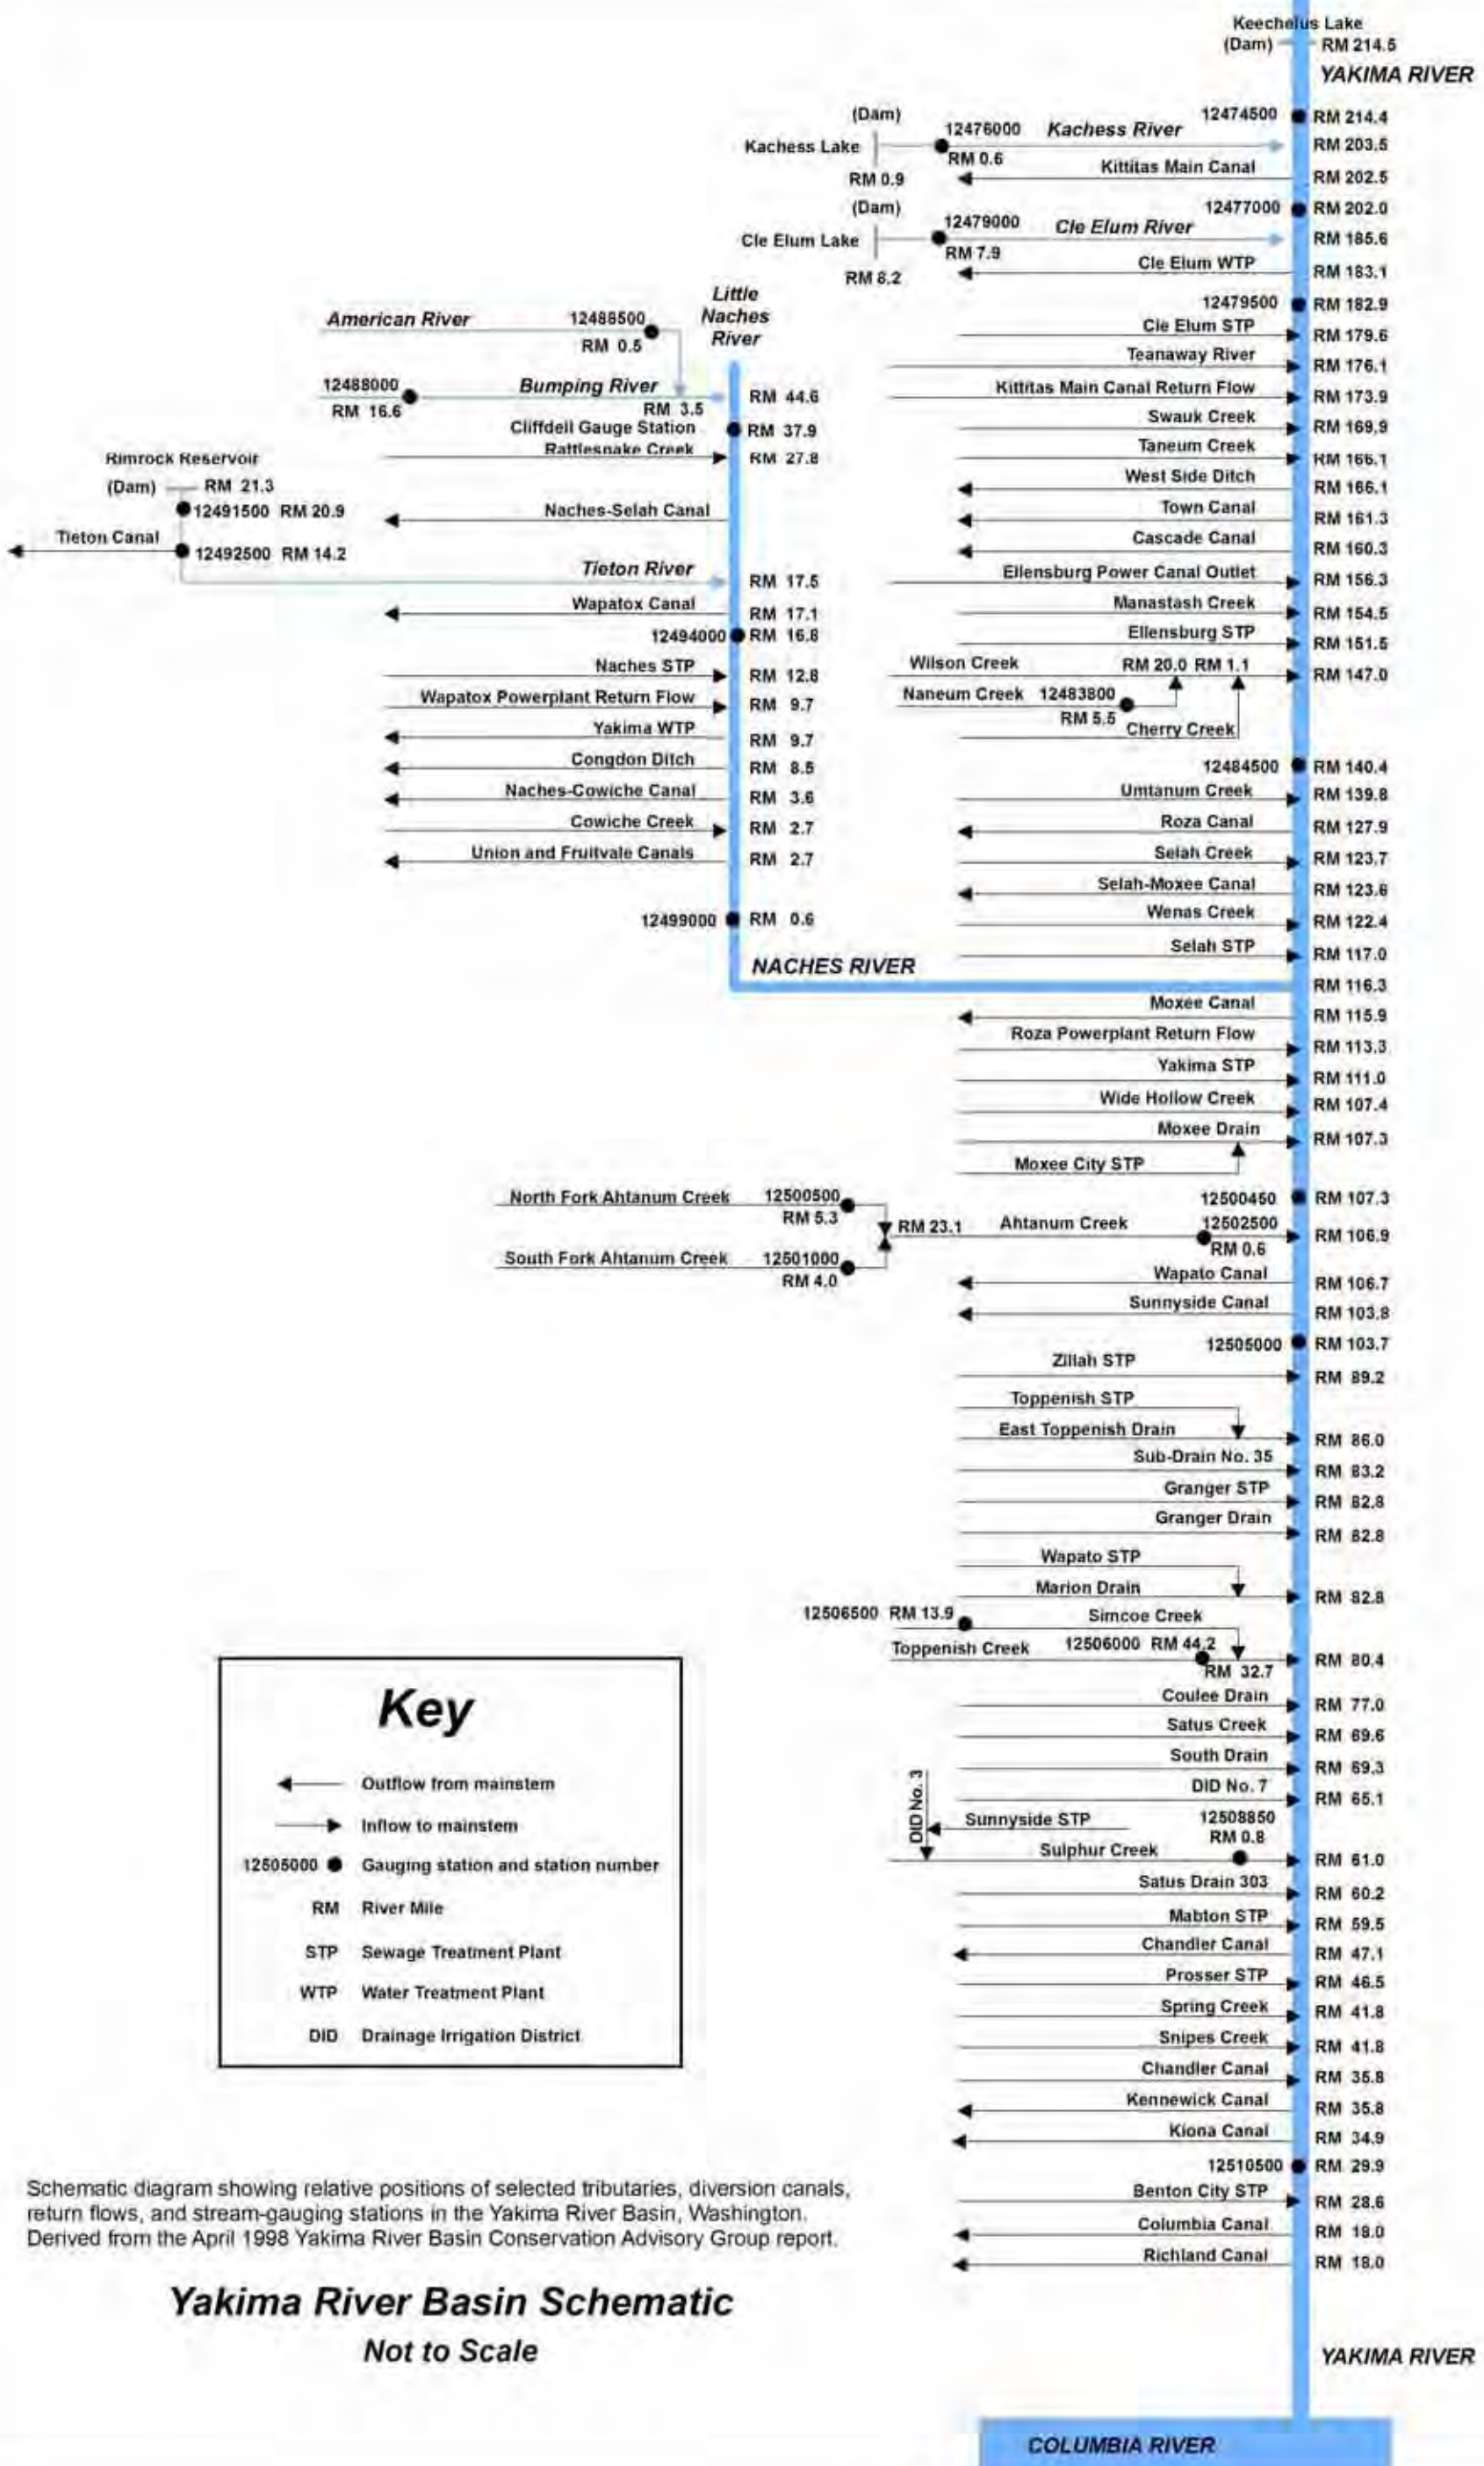 Keechelus Lake
(Dam) RM 214.5
YAKIMA RIVER
12474500 RM 214.4
(Dam)
Kachess Lake 12476000 Kachess River RM 203.5
RM 0.6
RM 0.9
Kittitas Main Canal RM 202.5
(Dam)
12477000 RM 202.0
Cle Elum Lake 12479000 Cle Elum River RM 185.6
RM 7.9
RM 8.2
Cle Elum WTP RM 183.1
12479500 RM 182.9
Cle Elum STP RM 179.6
Teanaway River RM 176.1
Kittitas Main Canal Return Flow RM 173.9
Swauk Creek RM 169.9
Taneum Creek RM 166.1
West Side Ditch RM 166.1
Town Canal RM 161.3
Cascade Canal RM 160.3
Ellensburg Power Canal Outlet RM 156.3
Manastash Creek RM 154.5
Ellensburg STP RM 151.5
Wilson Creek RM 20.0 RM 1.1 RM 147.0
Naneum Creek 12483800
RM 5.5
Cherry Creek
12484500 RM 140.4
Umtanum Creek RM 139.8
Roza Canal RM 127.9
Selah Creek RM 123.7
Selah-Moxee Canal RM 123.6
Wenas Creek RM 122.4
Selah STP RM 117.0
RM 116.3
Little
Naches
River
American River 12488500
RM 0.5
12488000 Bumping River RM 44.6
RM 16.6 RM 3.5
Cliffdell Gauge Station RM 37.9
Rattlesnake Creek RM 27.8
Rimrock Reservoir
(Dam) RM 21.3
12491500 RM 20.9
Naches-Selah Canal
Tieton Canal 12492500 RM 14.2
Tieton River RM 17.5
Wapatox Canal RM 17.1
12494000 RM 16.8
Naches STP RM 12.8
Wapatox Powerplant Return Flow RM 9.7
Yakima WTP RM 9.7
Congdon Ditch RM 8.5
Naches-Cowiche Canal RM 3.6
Cowiche Creek RM 2.7
Union and Fruitvale Canals RM 2.7
12499000 RM 0.6
NACHES RIVER
Moxee Canal RM 115.9
Roza Powerplant Return Flow RM 113.3
Yakima STP RM 111.0
Wide Hollow Creek RM 107.4
Moxee Drain RM 107.3
Moxee City STP
12500450 RM 107.3
North Fork Ahtanum Creek 12500500
RM 5.3
RM 23.1 Ahtanum Creek 12502500 RM 106.9
RM 0.6
South Fork Ahtanum Creek 12501000
RM 4.0
Wapato Canal RM 106.7
Sunnyside Canal RM 103.8
12505000 RM 103.7
Zillah STP RM 89.2
Toppenish STP
East Toppenish Drain RM 86.0
Sub-Drain No. 35 RM 83.2
Granger STP RM 82.8
Granger Drain RM 82.8
Wapato STP
Marion Drain RM 82.8
12506500 RM 13.9 Simcoe Creek
Toppenish Creek 12506000 RM 44.2 RM 80.4
RM 32.7
Coulee Drain RM 77.0
Satus Creek RM 69.6
South Drain RM 69.3
DID No. 7 RM 65.1
DID No. 3
Sunnyside STP 12508850
RM 0.8
Sulphur Creek RM 61.0
Satus Drain 303 RM 60.2
Mabton STP RM 59.5
Chandler Canal RM 47.1
Prosser STP RM 46.5
Spring Creek RM 41.8
Snipes Creek RM 41.8
Chandler Canal RM 35.8
Kennewick Canal RM 35.8
Kiona Canal RM 34.9
12510500 RM 29.9
Benton City STP RM 28.6
Columbia Canal RM 18.0
Richland Canal RM 18.0
YAKIMA RIVER
COLUMBIA RIVER
Key
Outflow from mainstem
Inflow to mainstem
12505000 Gauging station and station number
RM River Mile
STP Sewage Treatment Plant
WTP Water Treatment Plant
DID Drainage Irrigation District
Schematic diagram showing relative positions of selected tributaries, diversion canals,
return flows, and stream-gauging stations in the Yakima River Basin, Washington.
Derived from the April 1998 Yakima River Basin Conservation Advisory Group report.
Yakima River Basin Schematic
Not to Scale